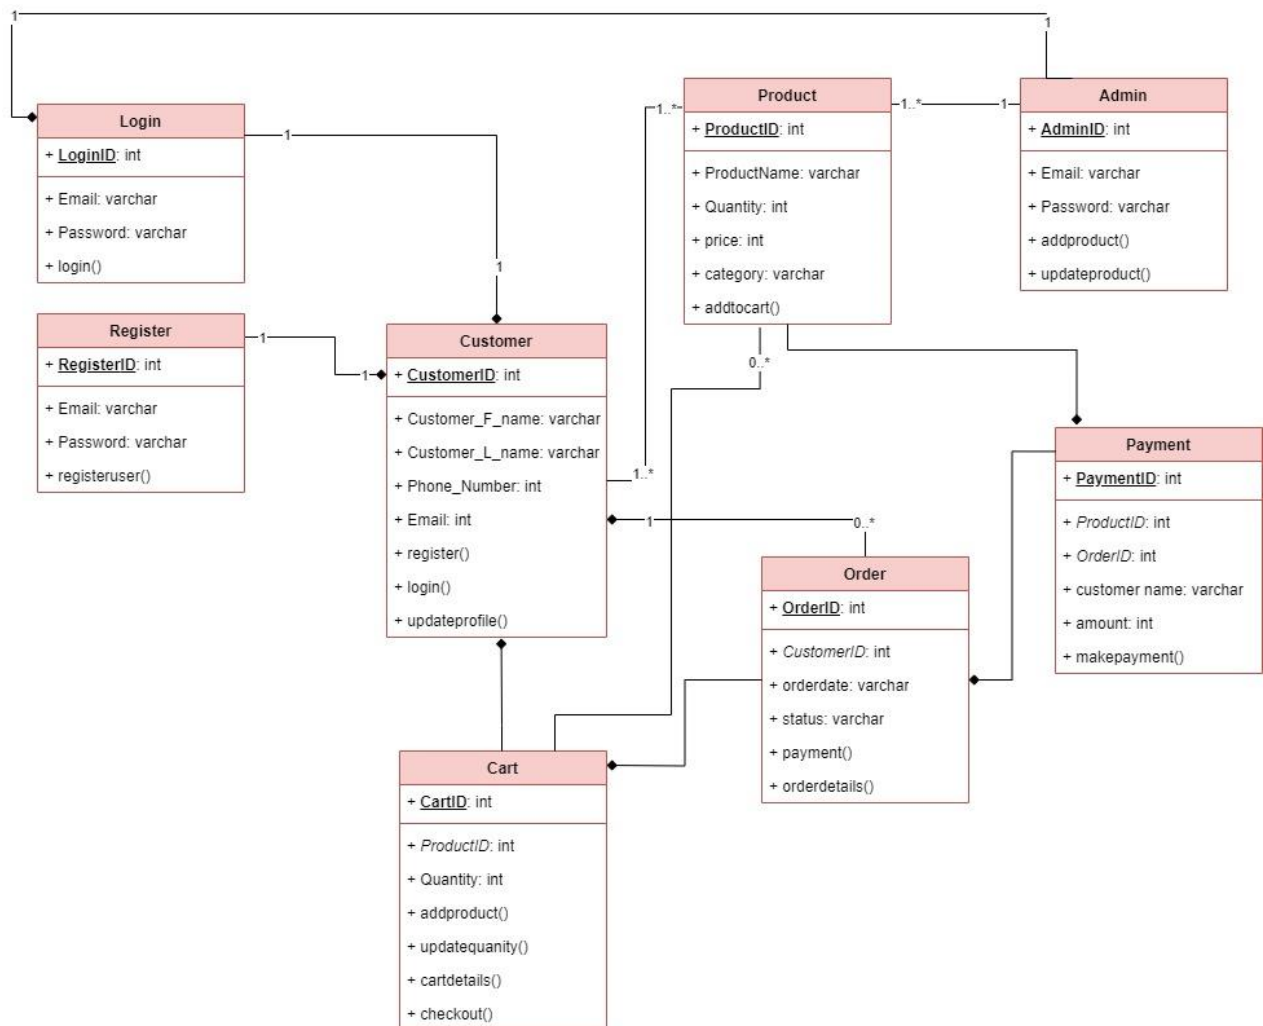 1
1
Login
+ LoginID: int
+ Email: varchar
+ Password: varchar
+ login()
1
1
Register
+ RegisterID: int
+ Email: varchar
+ Password: varchar
+ registeruser()
1
1
Customer
+ CustomerID: int
+ Customer_F_name: varchar
+ Customer_L_name: varchar
+ Phone_Number: int
+ Email: int
+ register()
+ login()
+ updateprofile()
1..*
1..*
Product
+ ProductID: int
+ ProductName: varchar
+ Quantity: int
+ price: int
+ category: varchar
+ addtocart()
1..*
1
Admin
+ AdminID: int
+ Email: varchar
+ Password: varchar
+ addproduct()
+ updateproduct()
0..*
1
0..*
Order
+ OrderID: int
+ CustomerID: int
+ orderdate: varchar
+ status: varchar
+ payment()
+ orderdetails()
Payment
+ PaymentID: int
+ ProductID: int
+ OrderID: int
+ customer name: varchar
+ amount: int
+ makepayment()
Cart
+ CartID: int
+ ProductID: int
+ Quantity: int
+ addproduct()
+ updatequanity()
+ cartdetails()
+ checkout()